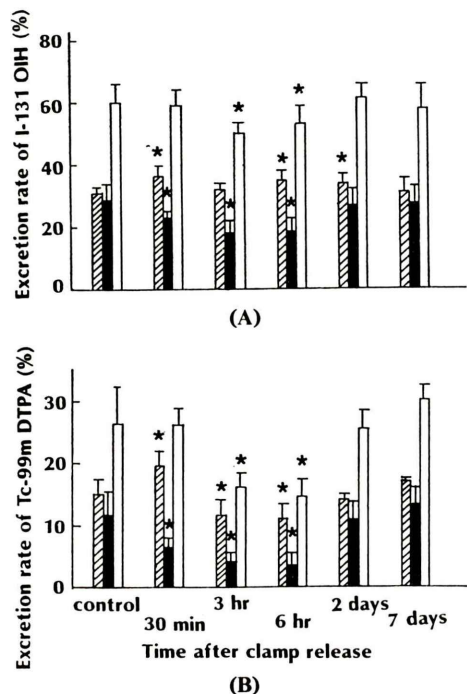 Excretion rate of I-131 OIH (%)
80
60
40
20
0
* * * * * * * *
(A)
Excretion rate of Tc-99m DTPA (%)
30
20
10
0
* * * * * * * *
control
30 min
3 hr
6 hr
2 days
7 days
Time after clamp release
(B)